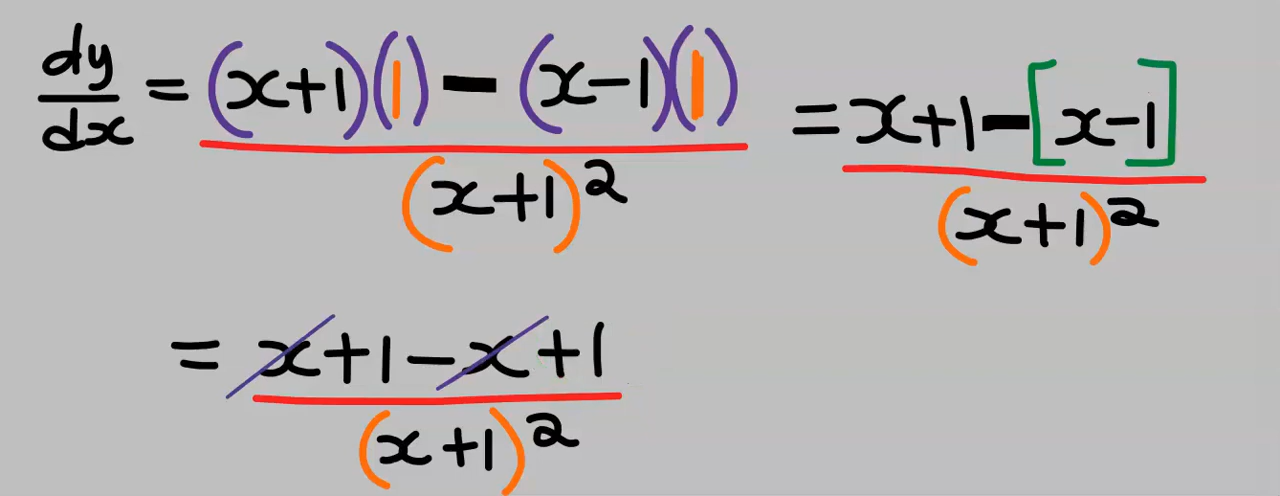 dy/dx = (x+1)(1) − (x−1)(1) / (x+1)² = x+1−[x−1] / (x+1)²
= x+1−x+1 / (x+1)²